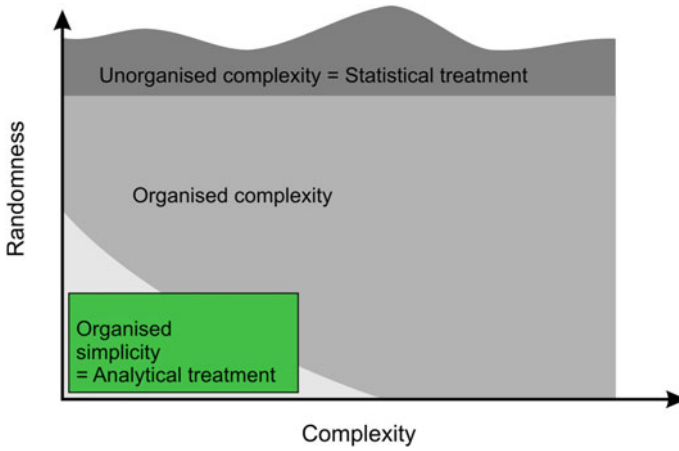 Unorganised complexity = Statistical treatment
Organised complexity
Randomness
Organised
simplicity
= Analytical treatment
Complexity